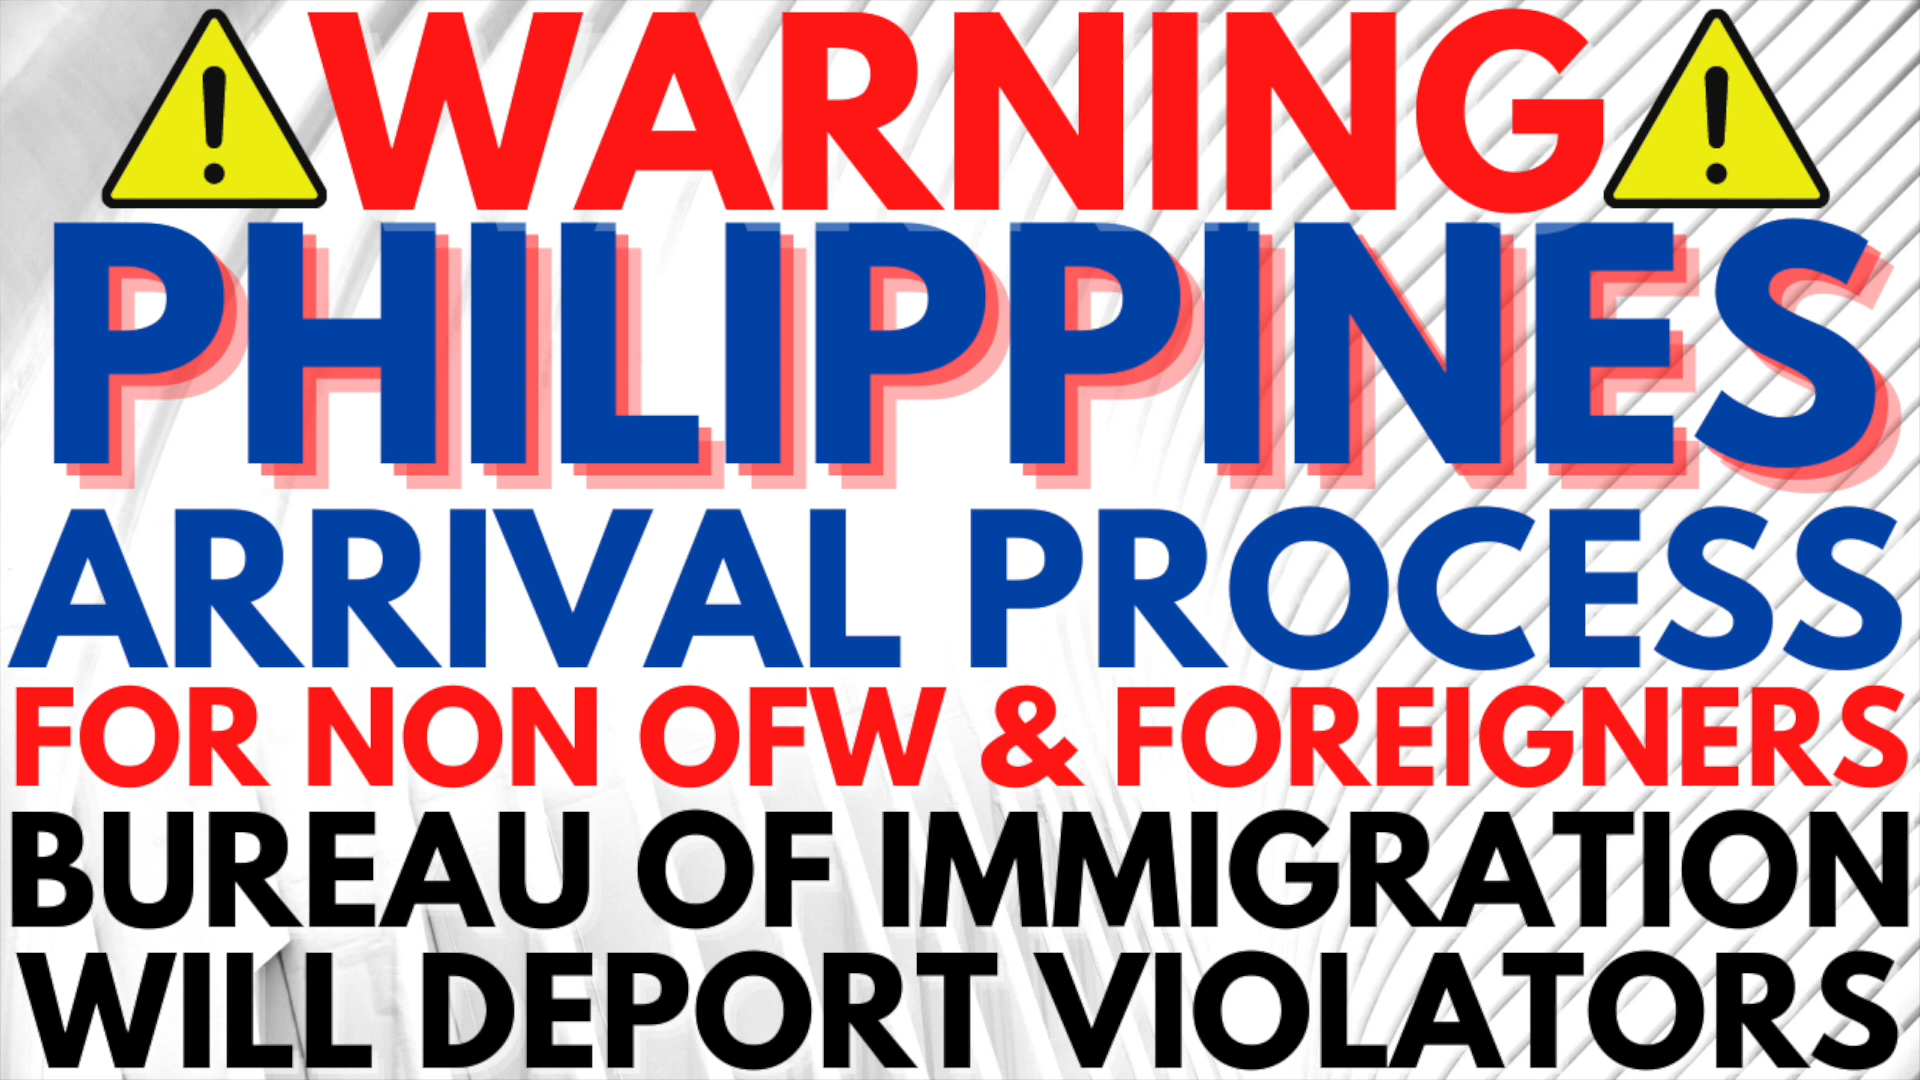 WARNING
PHILIPPINES
ARRIVAL PROCESS
FOR NON OFW & FOREIGNERS
BUREAU OF IMMIGRATION
WILL DEPORT VIOLATORS